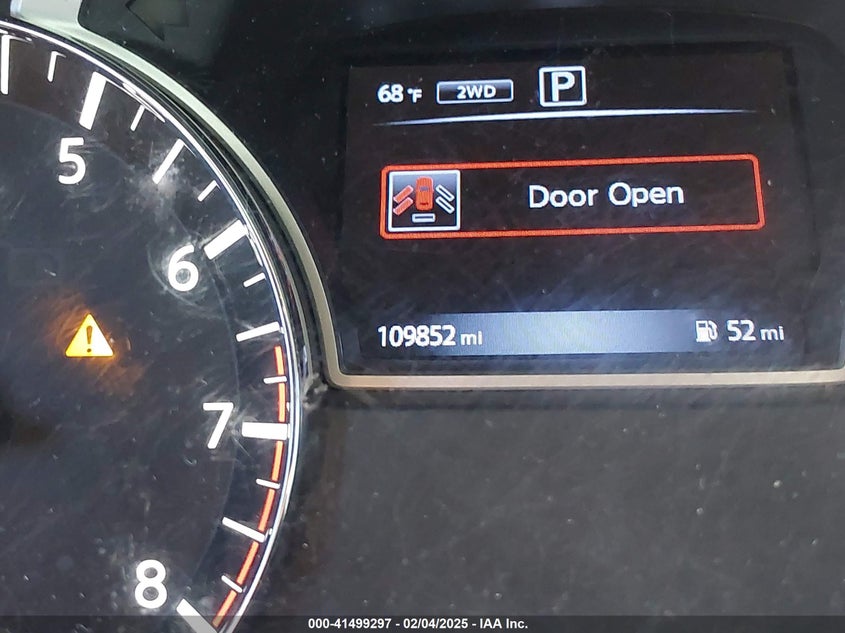 68 °F 2WD P
5
Door Open
6
109852 mi 52 mi
7
8
000-41499297 - 02/04/2025 - IAA Inc.